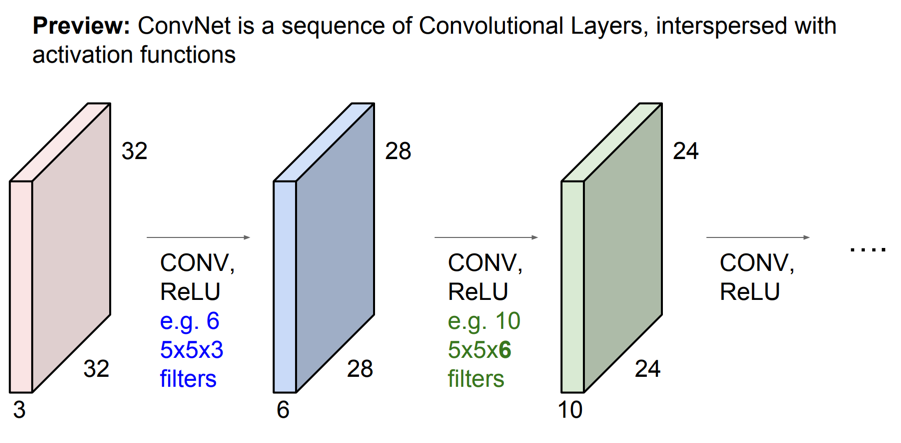 Preview: ConvNet is a sequence of Convolutional Layers, interspersed with
activation functions
32
32
3
CONV,
ReLU
e.g. 6
5x5x3
filters
28
28
6
CONV,
ReLU
e.g. 10
5x5x6
filters
24
24
10
CONV,
ReLU
....